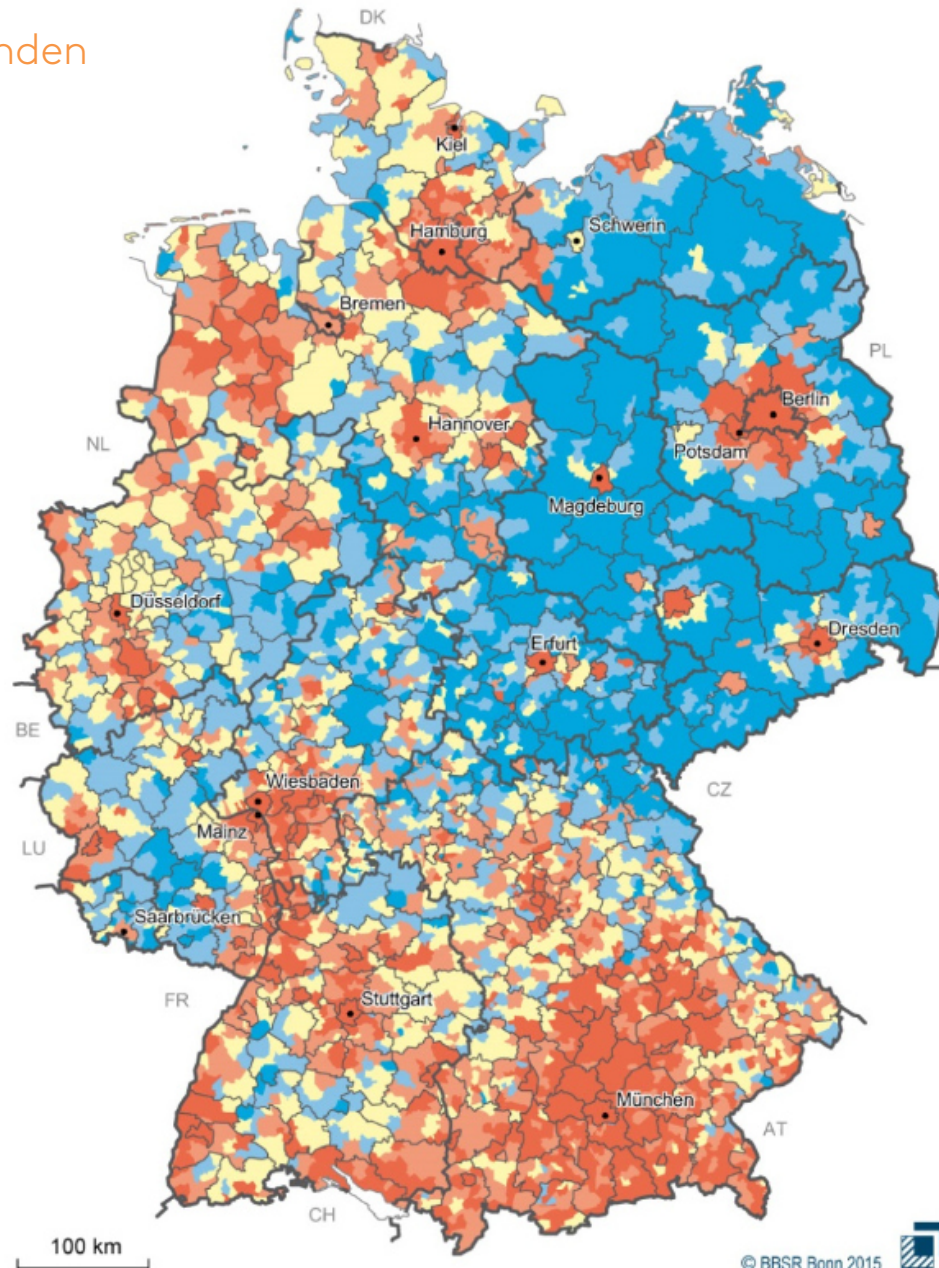 nden
DK
Kiel
Schwerin
Hamburg
Bremen
PL
Berlin
Hannover
NL
Potsdam
Magdeburg
Düsseldorf
Dresden
Erfurt
BE
Wiesbaden
CZ
Mainz
LU
Saarbrücken
FR
Stuttgart
München
AT
CH
100 km
© BBSR Bonn 2015